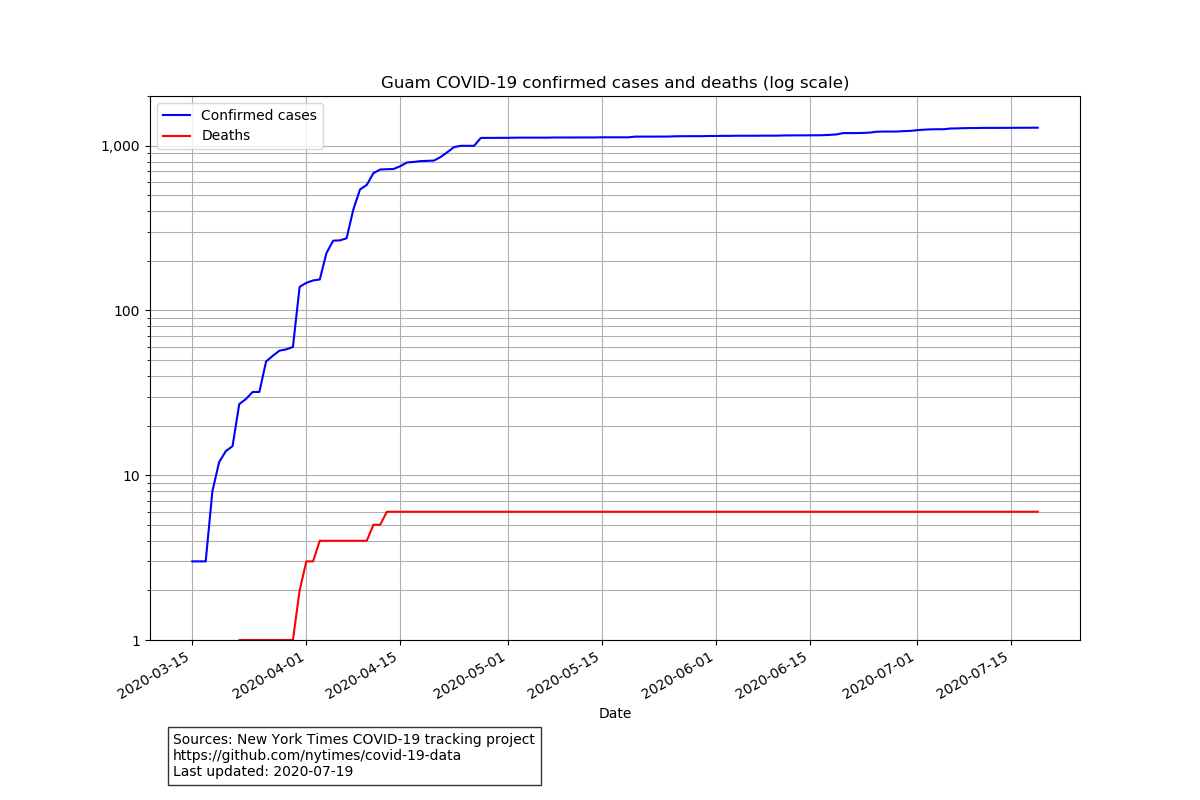 Guam COVID-19 confirmed cases and deaths (log scale)
Confirmed cases
Deaths
1,000
100
10
1
2020-03-15
2020-04-01
2020-04-15
2020-05-01
2020-05-15
2020-06-01
2020-06-15
2020-07-01
2020-07-15
Date
Sources: New York Times COVID-19 tracking project
https://github.com/nytimes/covid-19-data
Last updated: 2020-07-19